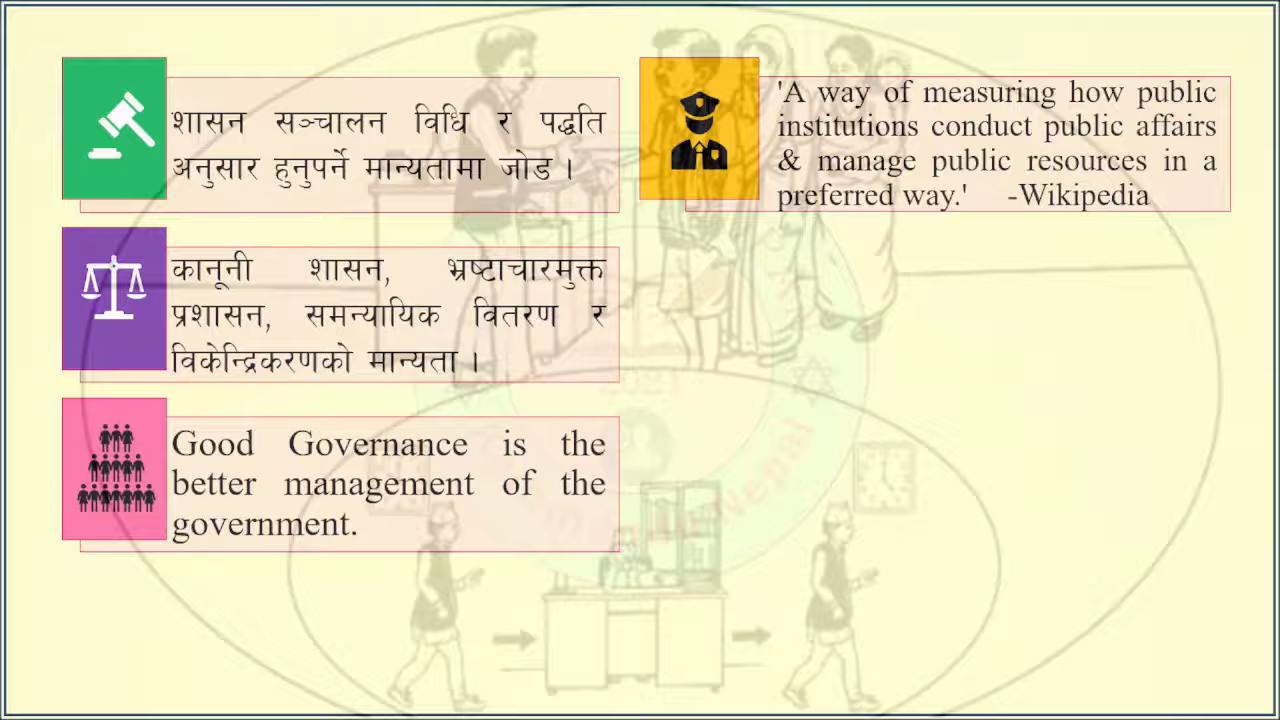 शासन सञ्चालन विधि र पद्धति
अनुसार हुनुपर्ने मान्यतामा जोड ।
कानूनी शासन, भ्रष्टाचारमुक्त
प्रशासन, समन्यायिक वितरण र
विकेन्द्रिकरणको मान्यता ।
Good Governance is the
better management of the
government.
'A way of measuring how public
institutions conduct public affairs
& manage public resources in a
preferred way.' -Wikipedia